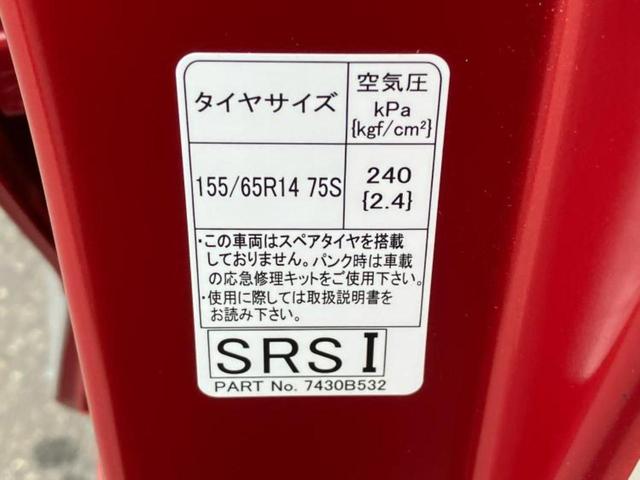 タイヤサイズ
空気圧
kPa
{kgf/cm²}
155/65R14 75S
240
{2.4}
・この車両はスペアタイヤを搭載
しておりません。パンク時は車載
の応急修理キットをご使用下さい。
・使用に際しては取扱説明書を
お読み下さい。
SRS I
PART No. 7430B532